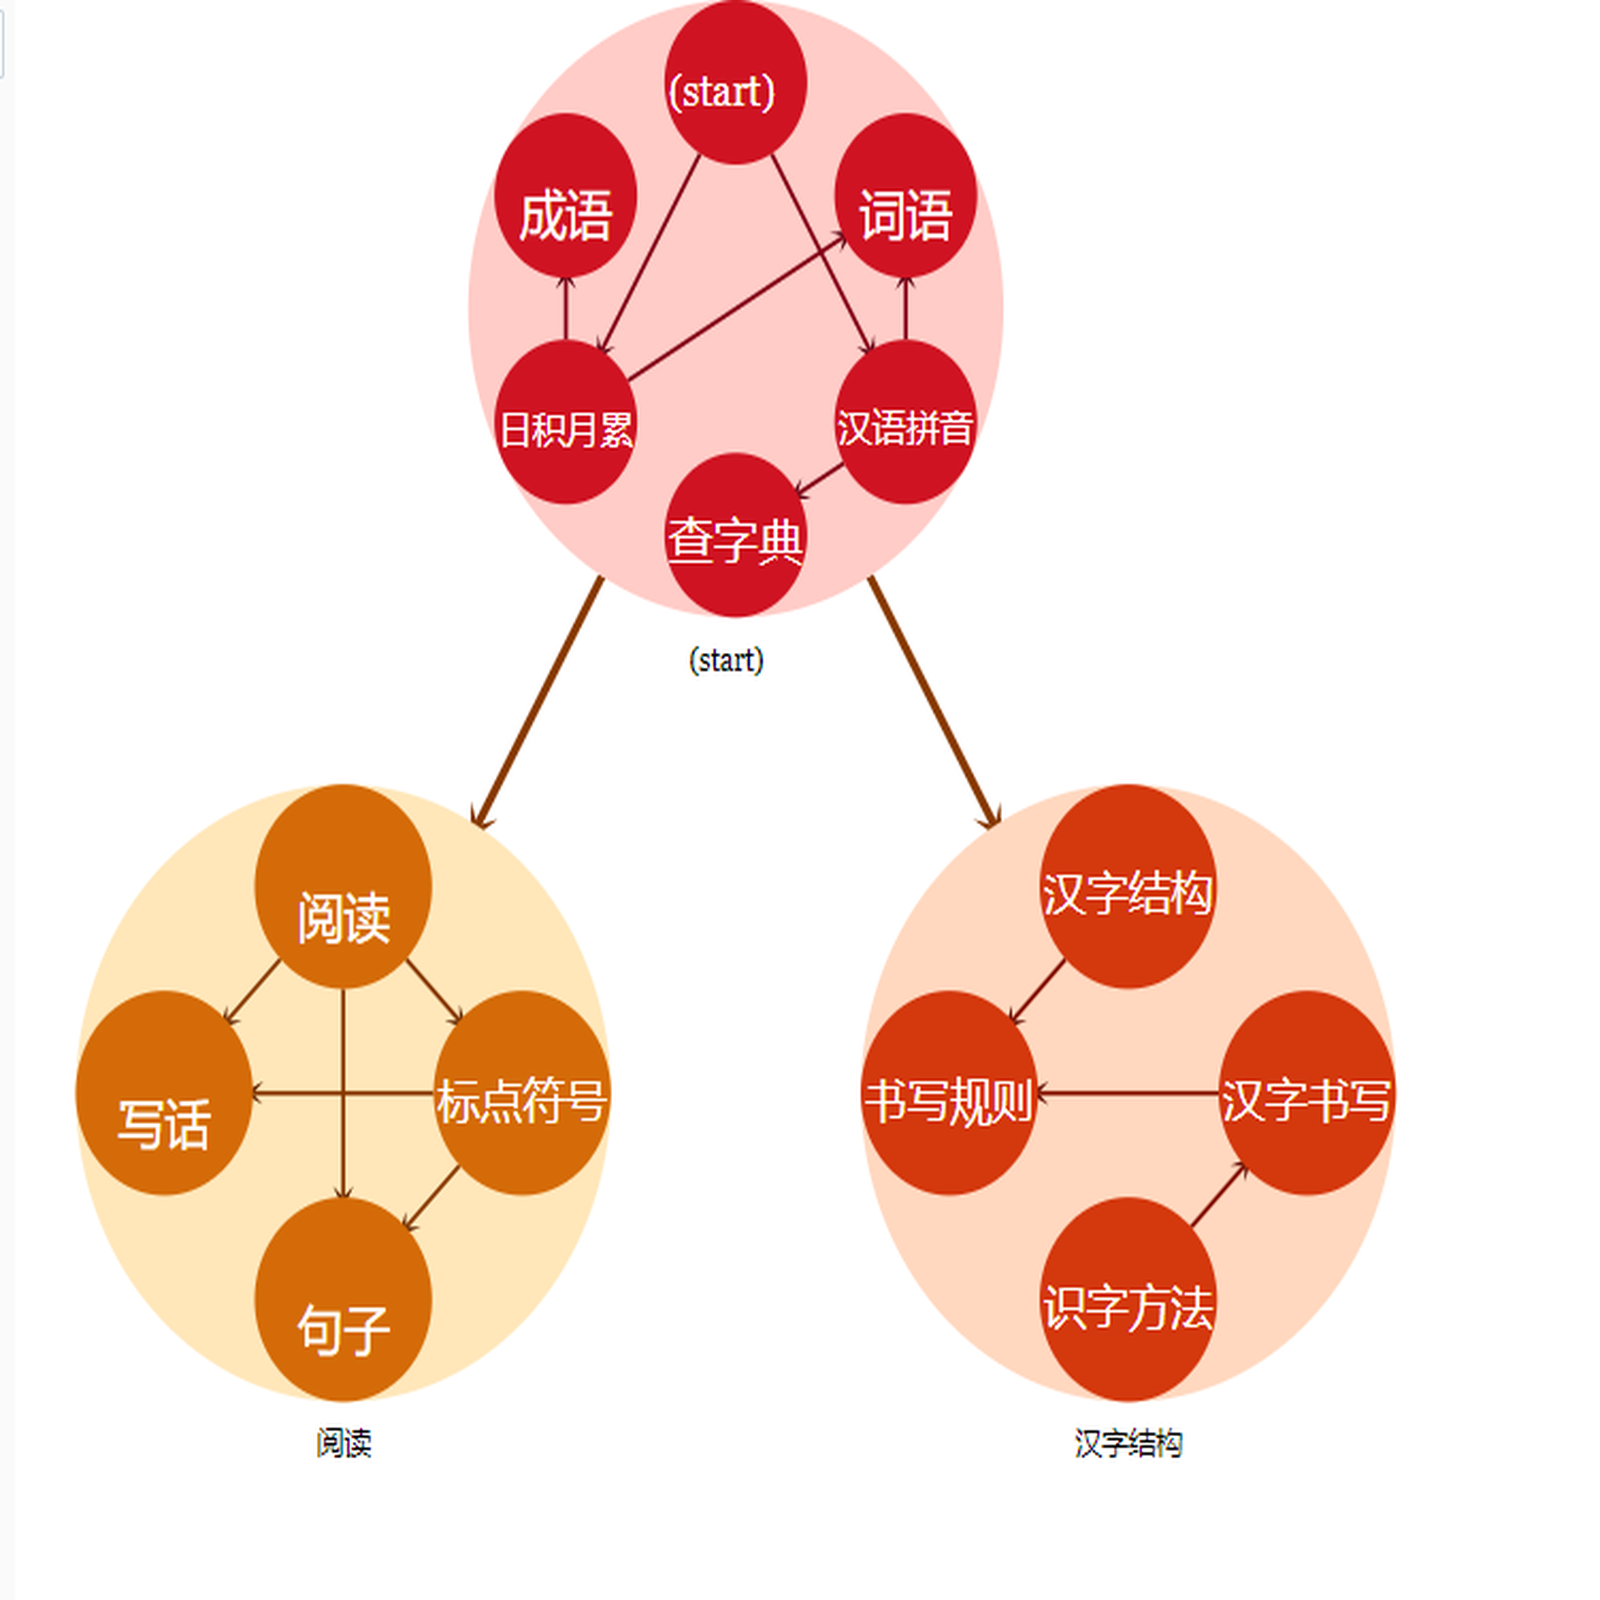 (start)
成语
词语
日积月累
汉语拼音
查字典
(start)
阅读
汉字结构
写话
标点符号
书写规则
汉字书写
句子
识字方法
阅读
汉字结构